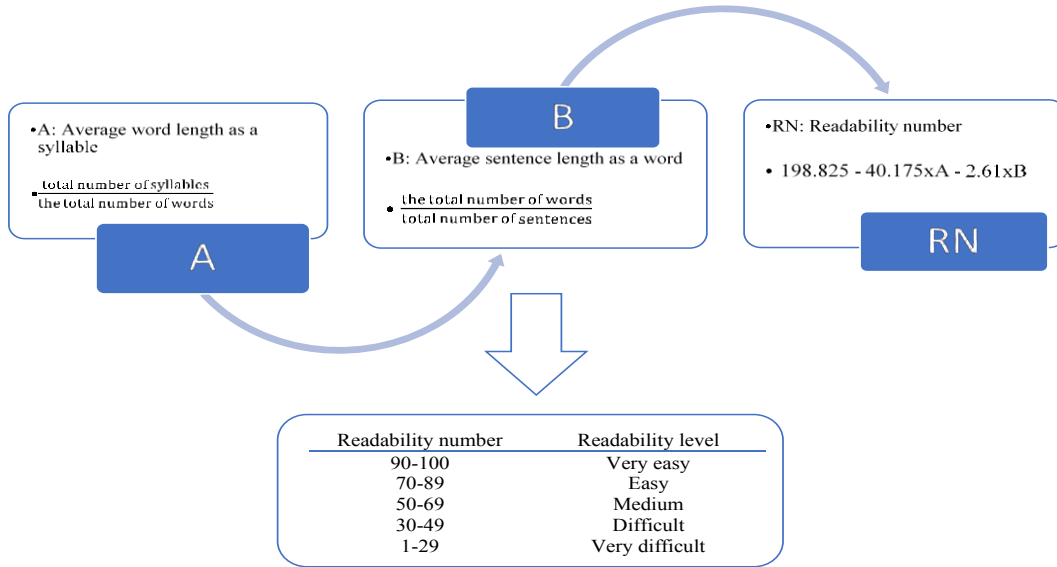 •A: Average word length as a
syllable
• total number of syllables
the total number of words
A
B
•B: Average sentence length as a word
• the total number of words
total number of sentences
•RN: Readability number
• 198.825 - 40.175xA - 2.61xB
RN
Readability number Readability level
90-100 Very easy
70-89 Easy
50-69 Medium
30-49 Difficult
1-29 Very difficult